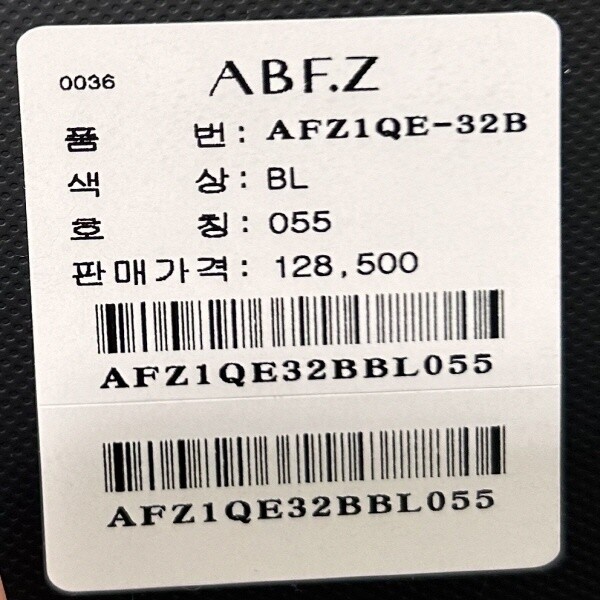 0036 ABF.Z
품 번: AFZ1QE-32B
색 상: BL
호 칭: 055
판매가격: 128,500
AFZ1QE32BBL055
AFZ1QE32BBL055